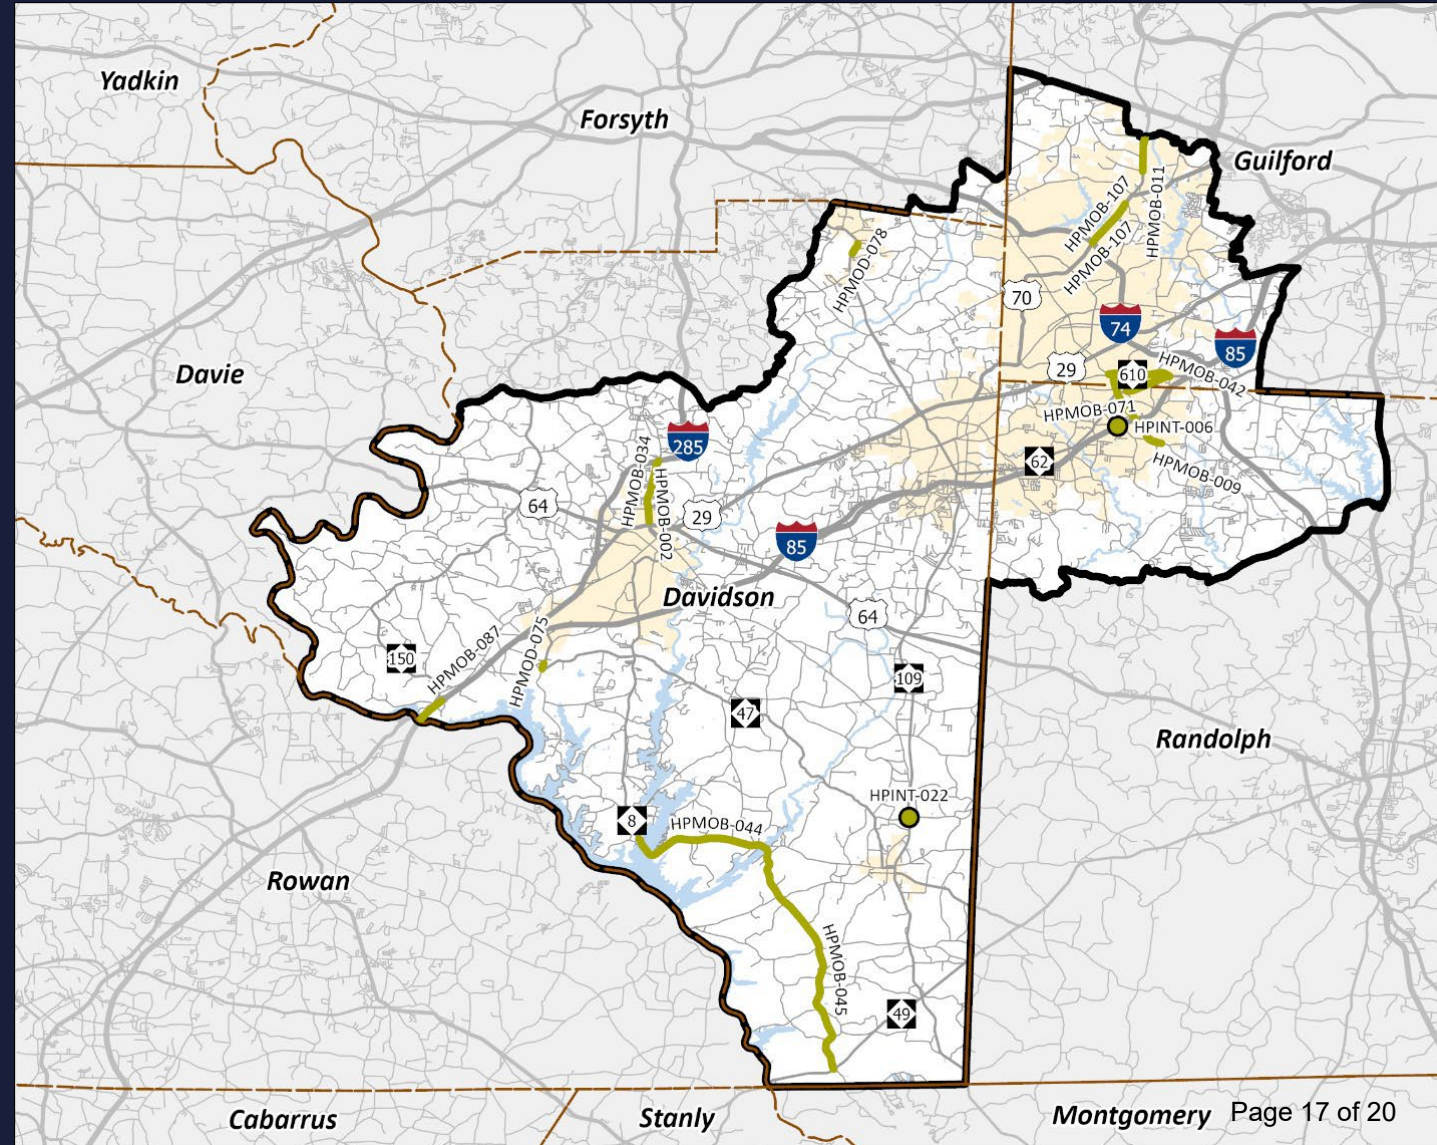 Yadkin
Forsyth
Guilford
HPMOB-107
HPMOB-011
HPMOB-107
HPMOD-078
70
74
85
Davie
29
610
HPMOB-042
HPMOB-071
HPINT-006
285
HPMOB-034
62
HPMOB-009
HPMOB-002
64
29
85
Davidson
64
150
HPMOB-087
HPMOD-075
109
47
Randolph
HPINT-022
8
HPMOB-044
Rowan
HPMOB-045
49
Cabarrus
Stanly
Montgomery
Page 17 of 20